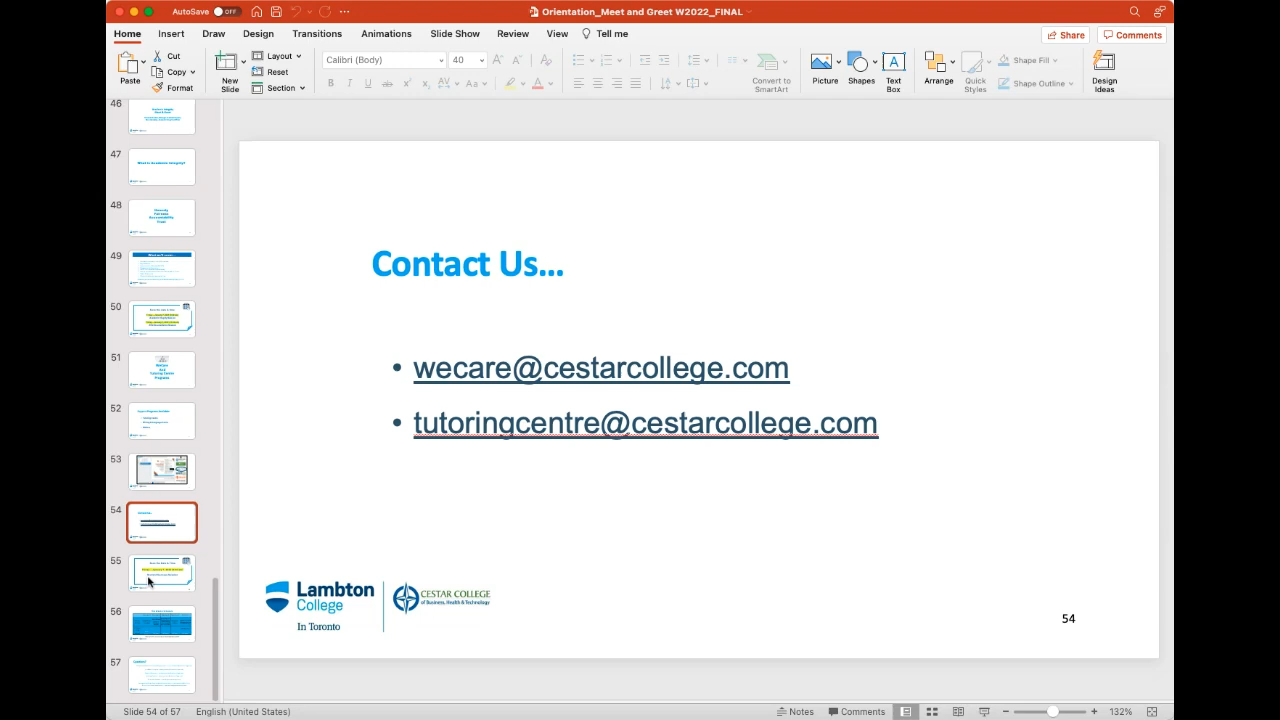 AutoSave OFF
Orientation_Meet and Greet W2022_FINAL
Home Insert Draw Design Transitions Animations Slide Show Review View Tell me Share Comments
Paste
Cut
Copy
Format
New Slide
Layout
Reset
Section
Calibri (Body) 40
Convert to SmartArt
Picture
Shapes
Text Box
Arrange
Quick Styles
Shape Fill
Shape Outline
Design Ideas
46
47
48
49
50
51
52
53
54
55
56
57
Contact Us...
• wecare@cestarcollege.com
• tutoringcentre@cestarcollege.com
Lambton College
In Toronto
CESTAR COLLEGE
of Business, Health & Technology
54
Slide 54 of 57 English (United States) Notes Comments 132%